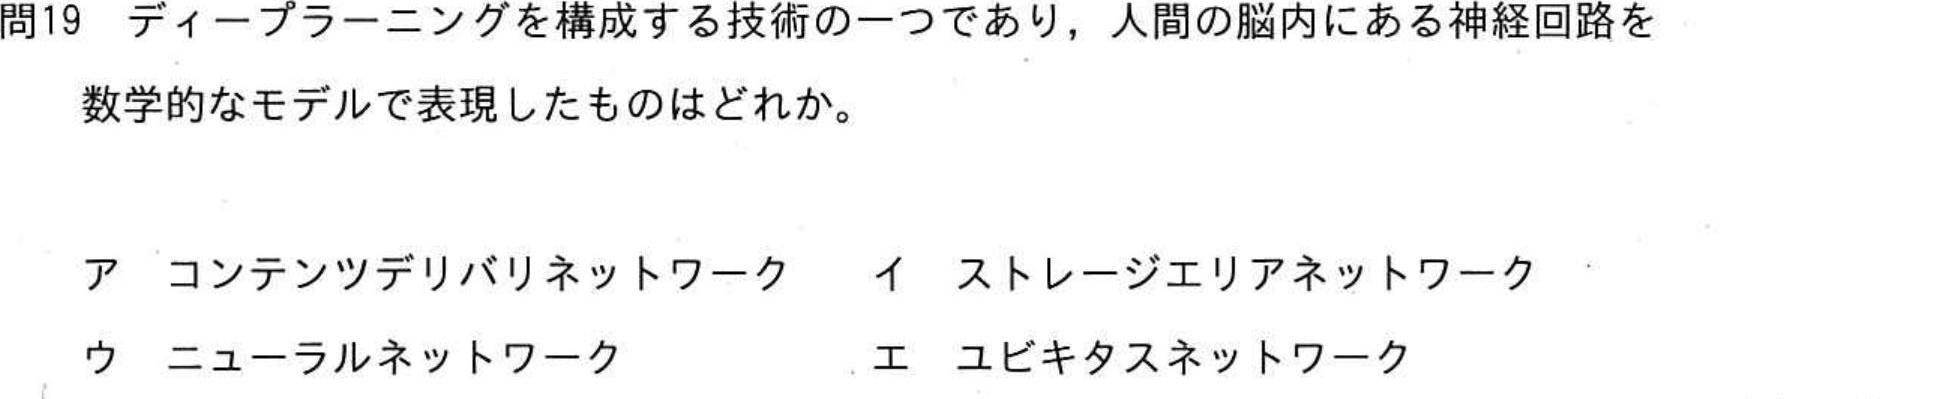 問19　ディープラーニングを構成する技術の一つであり，人間の脳内にある神経回路を
数学的なモデルで表現したものはどれか。
ア　コンテンツデリバリネットワーク　　イ　ストレージエリアネットワーク
ウ　ニューラルネットワーク　　エ　ユビキタスネットワーク